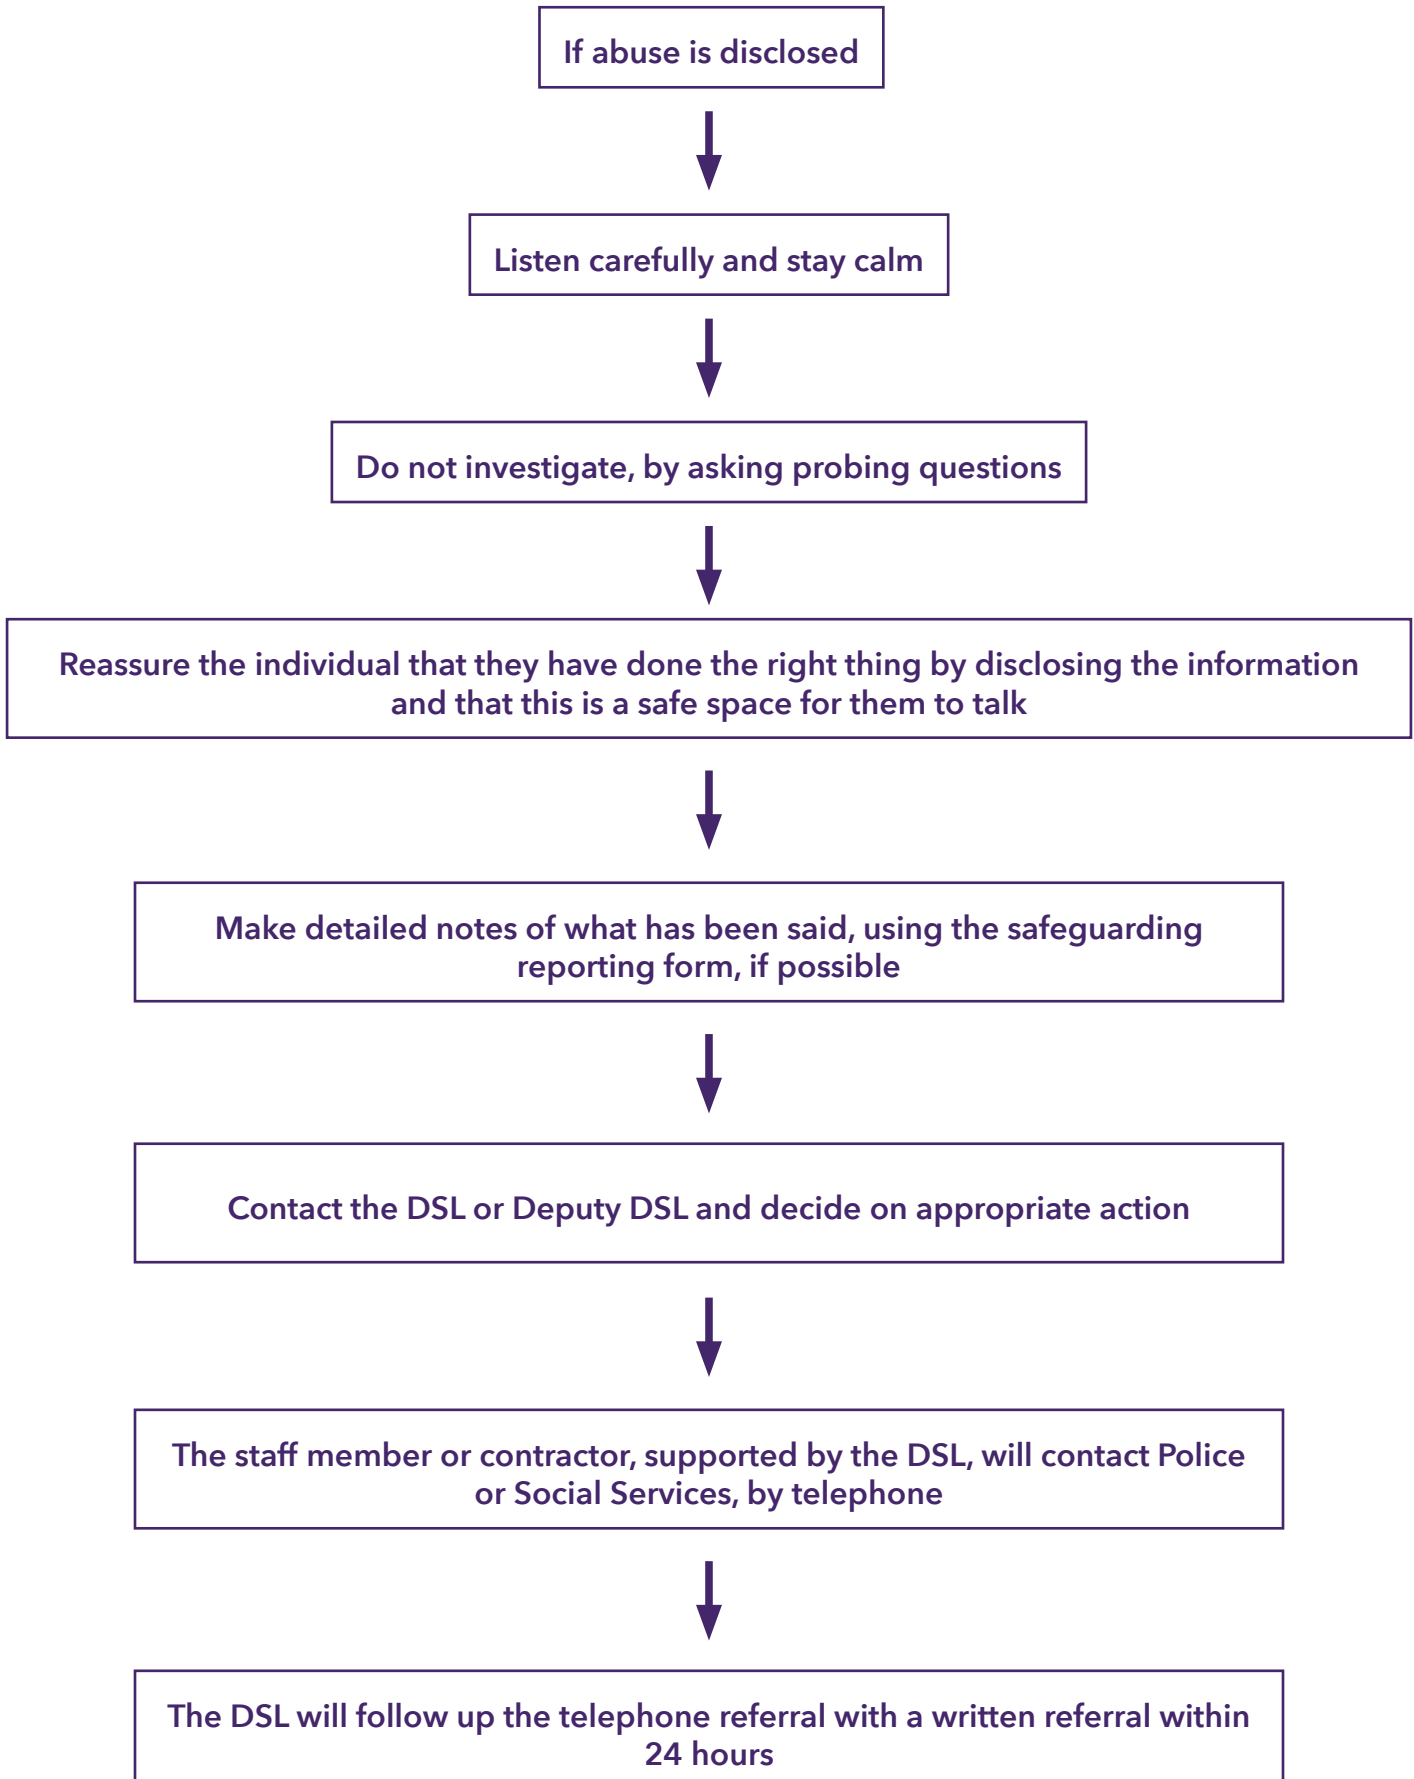 If abuse is disclosed
Listen carefully and stay calm
Do not investigate, by asking probing questions
Reassure the individual that they have done the right thing by disclosing the information
and that this is a safe space for them to talk
Make detailed notes of what has been said, using the safeguarding
reporting form, if possible
Contact the DSL or Deputy DSL and decide on appropriate action
The staff member or contractor, supported by the DSL, will contact Police
or Social Services, by telephone
The DSL will follow up the telephone referral with a written referral within
24 hours